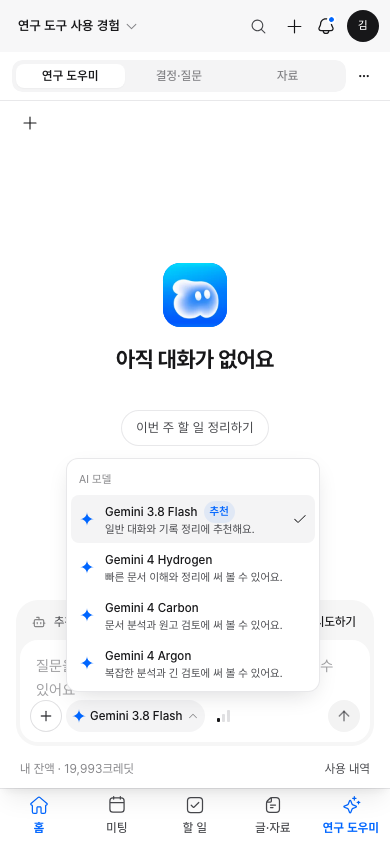 연구 도구 사용 경험
김
연구 도우미
결정·질문
자료
아직 대화가 없어요
이번 주 할 일 정리하기
AI 모델
Gemini 3.8 Flash 추천
일반 대화와 기록 정리에 추천해요.
Gemini 4 Hydrogen
빠른 문서 이해와 정리에 써 볼 수 있어요.
Gemini 4 Carbon
문서 분석과 원고 검토에 써 볼 수 있어요.
Gemini 4 Argon
복잡한 분석과 긴 검토에 써 볼 수 있어요.
도하기
수
있어요
Gemini 3.8 Flash
내 잔액 · 19,993크레딧
사용 내역
홈
미팅
할 일
글·자료
연구 도우미